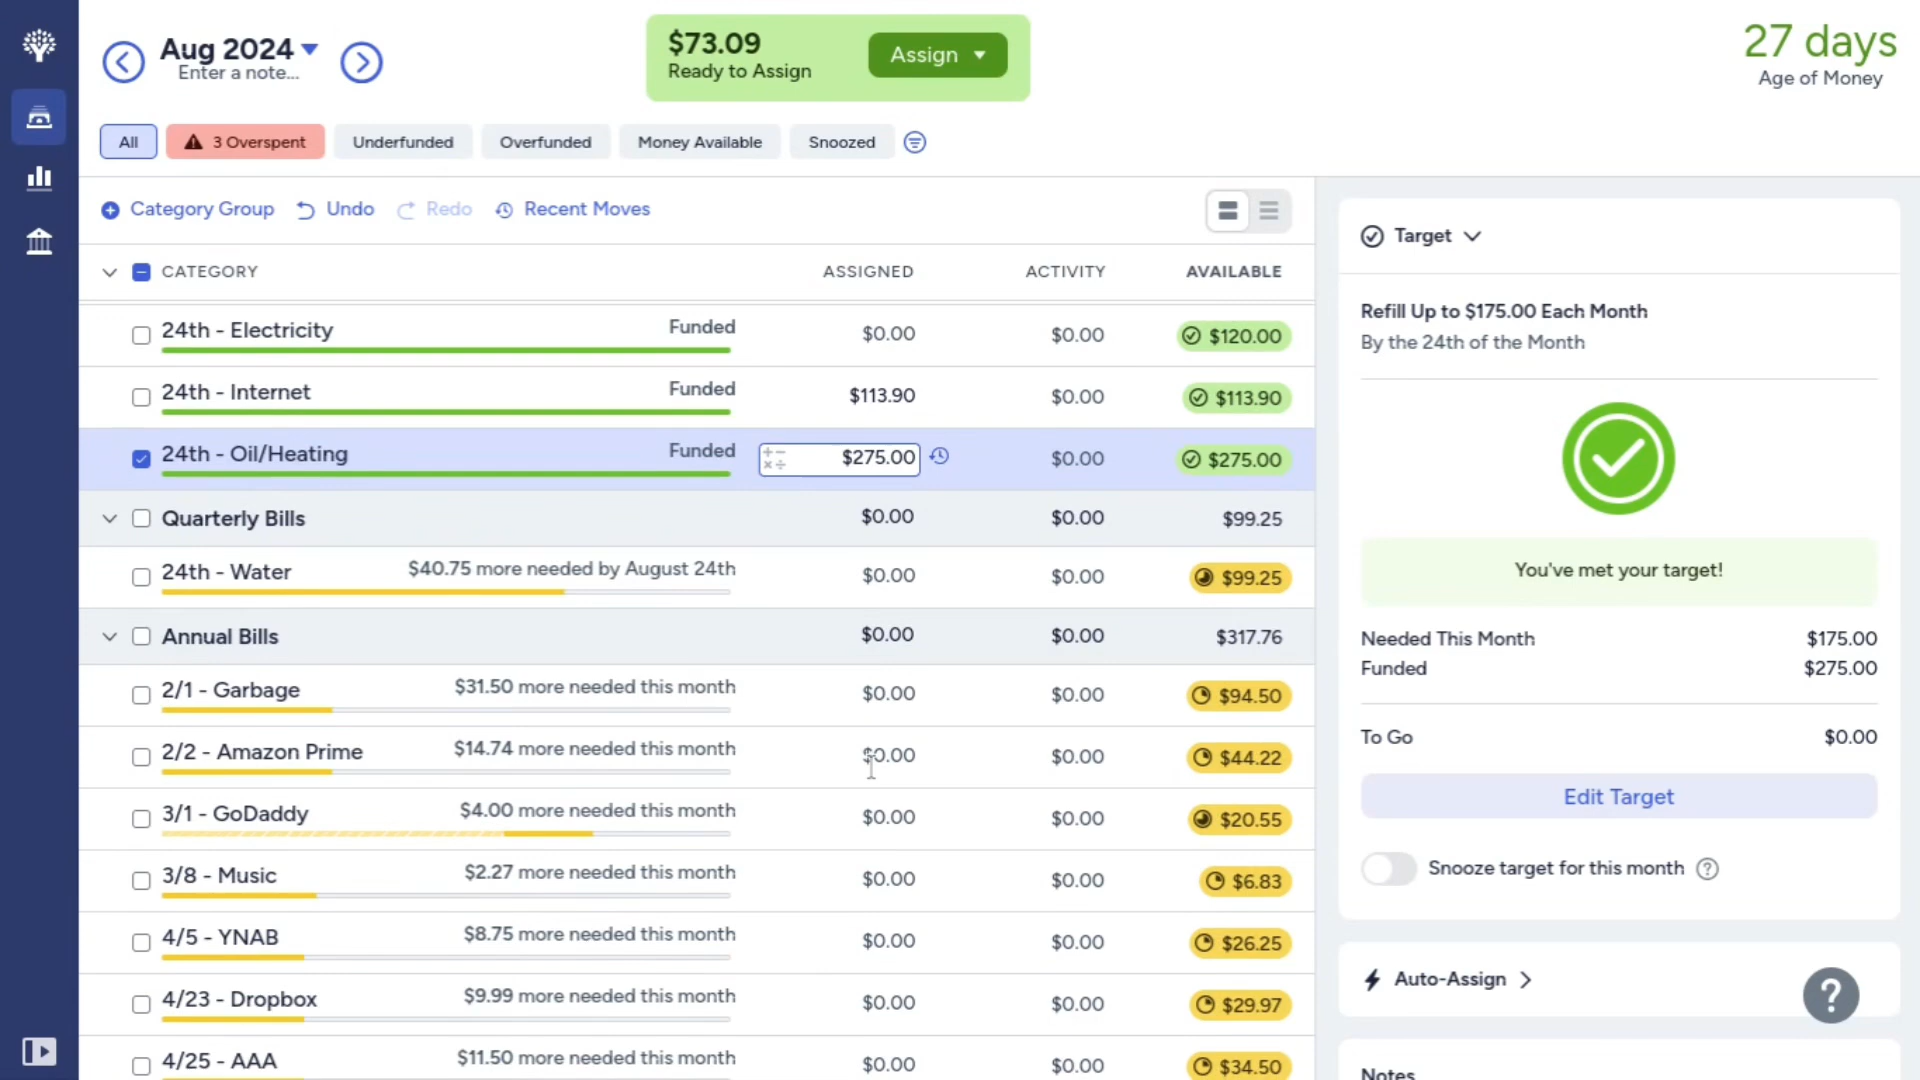 Aug 2024
Enter a note...
$73.09
Ready to Assign
Assign
27 days
Age of Money
All
3 Overspent
Underfunded
Overfunded
Money Available
Snoozed
Category Group
Undo
Redo
Recent Moves
CATEGORY
ASSIGNED
ACTIVITY
AVAILABLE
24th - Electricity
Funded
$0.00
$0.00
$120.00
24th - Internet
Funded
$113.90
$0.00
$113.90
24th - Oil/Heating
Funded
$275.00
$0.00
$275.00
Quarterly Bills
$0.00
$0.00
$99.25
24th - Water
$40.75 more needed by August 24th
$0.00
$0.00
$99.25
Annual Bills
$0.00
$0.00
$317.76
2/1 - Garbage
$31.50 more needed this month
$0.00
$0.00
$94.50
2/2 - Amazon Prime
$14.74 more needed this month
$0.00
$0.00
$44.22
3/1 - GoDaddy
$4.00 more needed this month
$0.00
$0.00
$20.55
3/8 - Music
$2.27 more needed this month
$0.00
$0.00
$6.83
4/5 - YNAB
$8.75 more needed this month
$0.00
$0.00
$26.25
4/23 - Dropbox
$9.99 more needed this month
$0.00
$0.00
$29.97
4/25 - AAA
$11.50 more needed this month
$0.00
$0.00
$34.50
Target
Refill Up to $175.00 Each Month
By the 24th of the Month
You've met your target!
Needed This Month
$175.00
Funded
$275.00
To Go
$0.00
Edit Target
Snooze target for this month
Auto-Assign
Notes